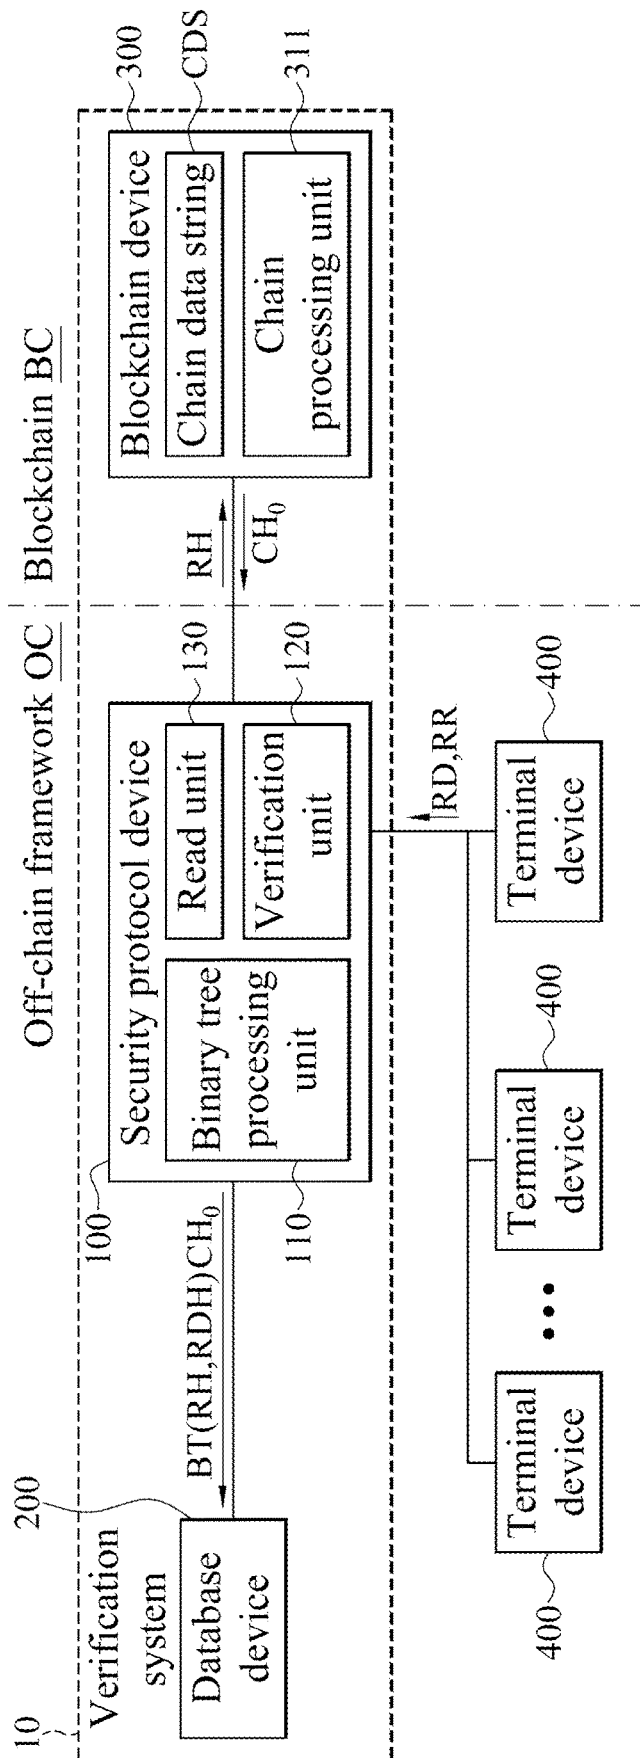 Off-chain framework OC
Blockchain BC
10
Verification
system
200
Database
device
BT(RH,RDH)CH₀
100
Security protocol device
Binary tree
processing
unit
110
Read unit
130
Verification
unit
120
RH
CH₀
Blockchain device
300
Chain data string
CDS
Chain
processing unit
311
RD,RR
Terminal
device
400
...
Terminal
device
400
Terminal
device
400